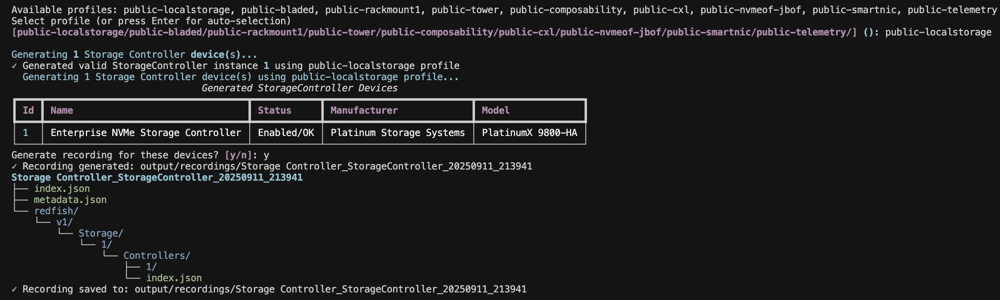 Available profiles: public-localstorage, public-bladed, public-rackmount1, public-tower, public-composability, public-cxl, public-nvmeof-jbof, public-smartnic, public-telemetry
Select profile (or press Enter for auto-selection)
[public-localstorage/public-bladed/public-rackmount1/public-tower/public-composability/public-cxl/public-nvmeof-jbof/public-smartnic/public-telemetry/] (): public-localstorage
Generating 1 Storage Controller device(s)...
✓ Generated valid StorageController instance 1 using public-localstorage profile
Generating 1 Storage Controller device(s) using public-localstorage profile...
Generated StorageController Devices
Id Name Status Manufacturer Model
1 Enterprise NVMe Storage Controller Enabled/OK Platinum Storage Systems PlatinumX 9800-HA
Generate recording for these devices? [y/n]: y
✓ Recording generated: output/recordings/Storage Controller_StorageController_20250911_213941
Storage Controller_StorageController_20250911_213941
├── index.json
├── metadata.json
└── redfish/
└── v1/
└── Storage/
└── 1/
└── Controllers/
├── 1/
└── index.json
✓ Recording saved to: output/recordings/Storage Controller_StorageController_20250911_213941